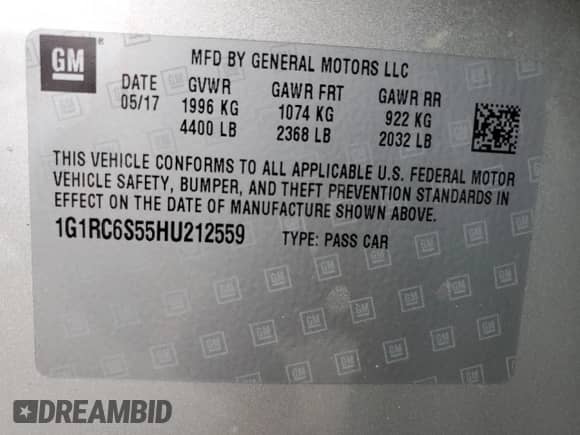 GM
MFD BY GENERAL MOTORS LLC
DATE GVWR GAWR FRT GAWR RR
05/17 1996 KG 1074 KG 922 KG
4400 LB 2368 LB 2032 LB
THIS VEHICLE CONFORMS TO ALL APPLICABLE U.S. FEDERAL MOTOR
VEHICLE SAFETY, BUMPER, AND THEFT PREVENTION STANDARDS IN
EFFECT ON THE DATE OF MANUFACTURE SHOWN ABOVE.
1G1RC6S55HU212559 TYPE: PASS CAR
DREAMBID